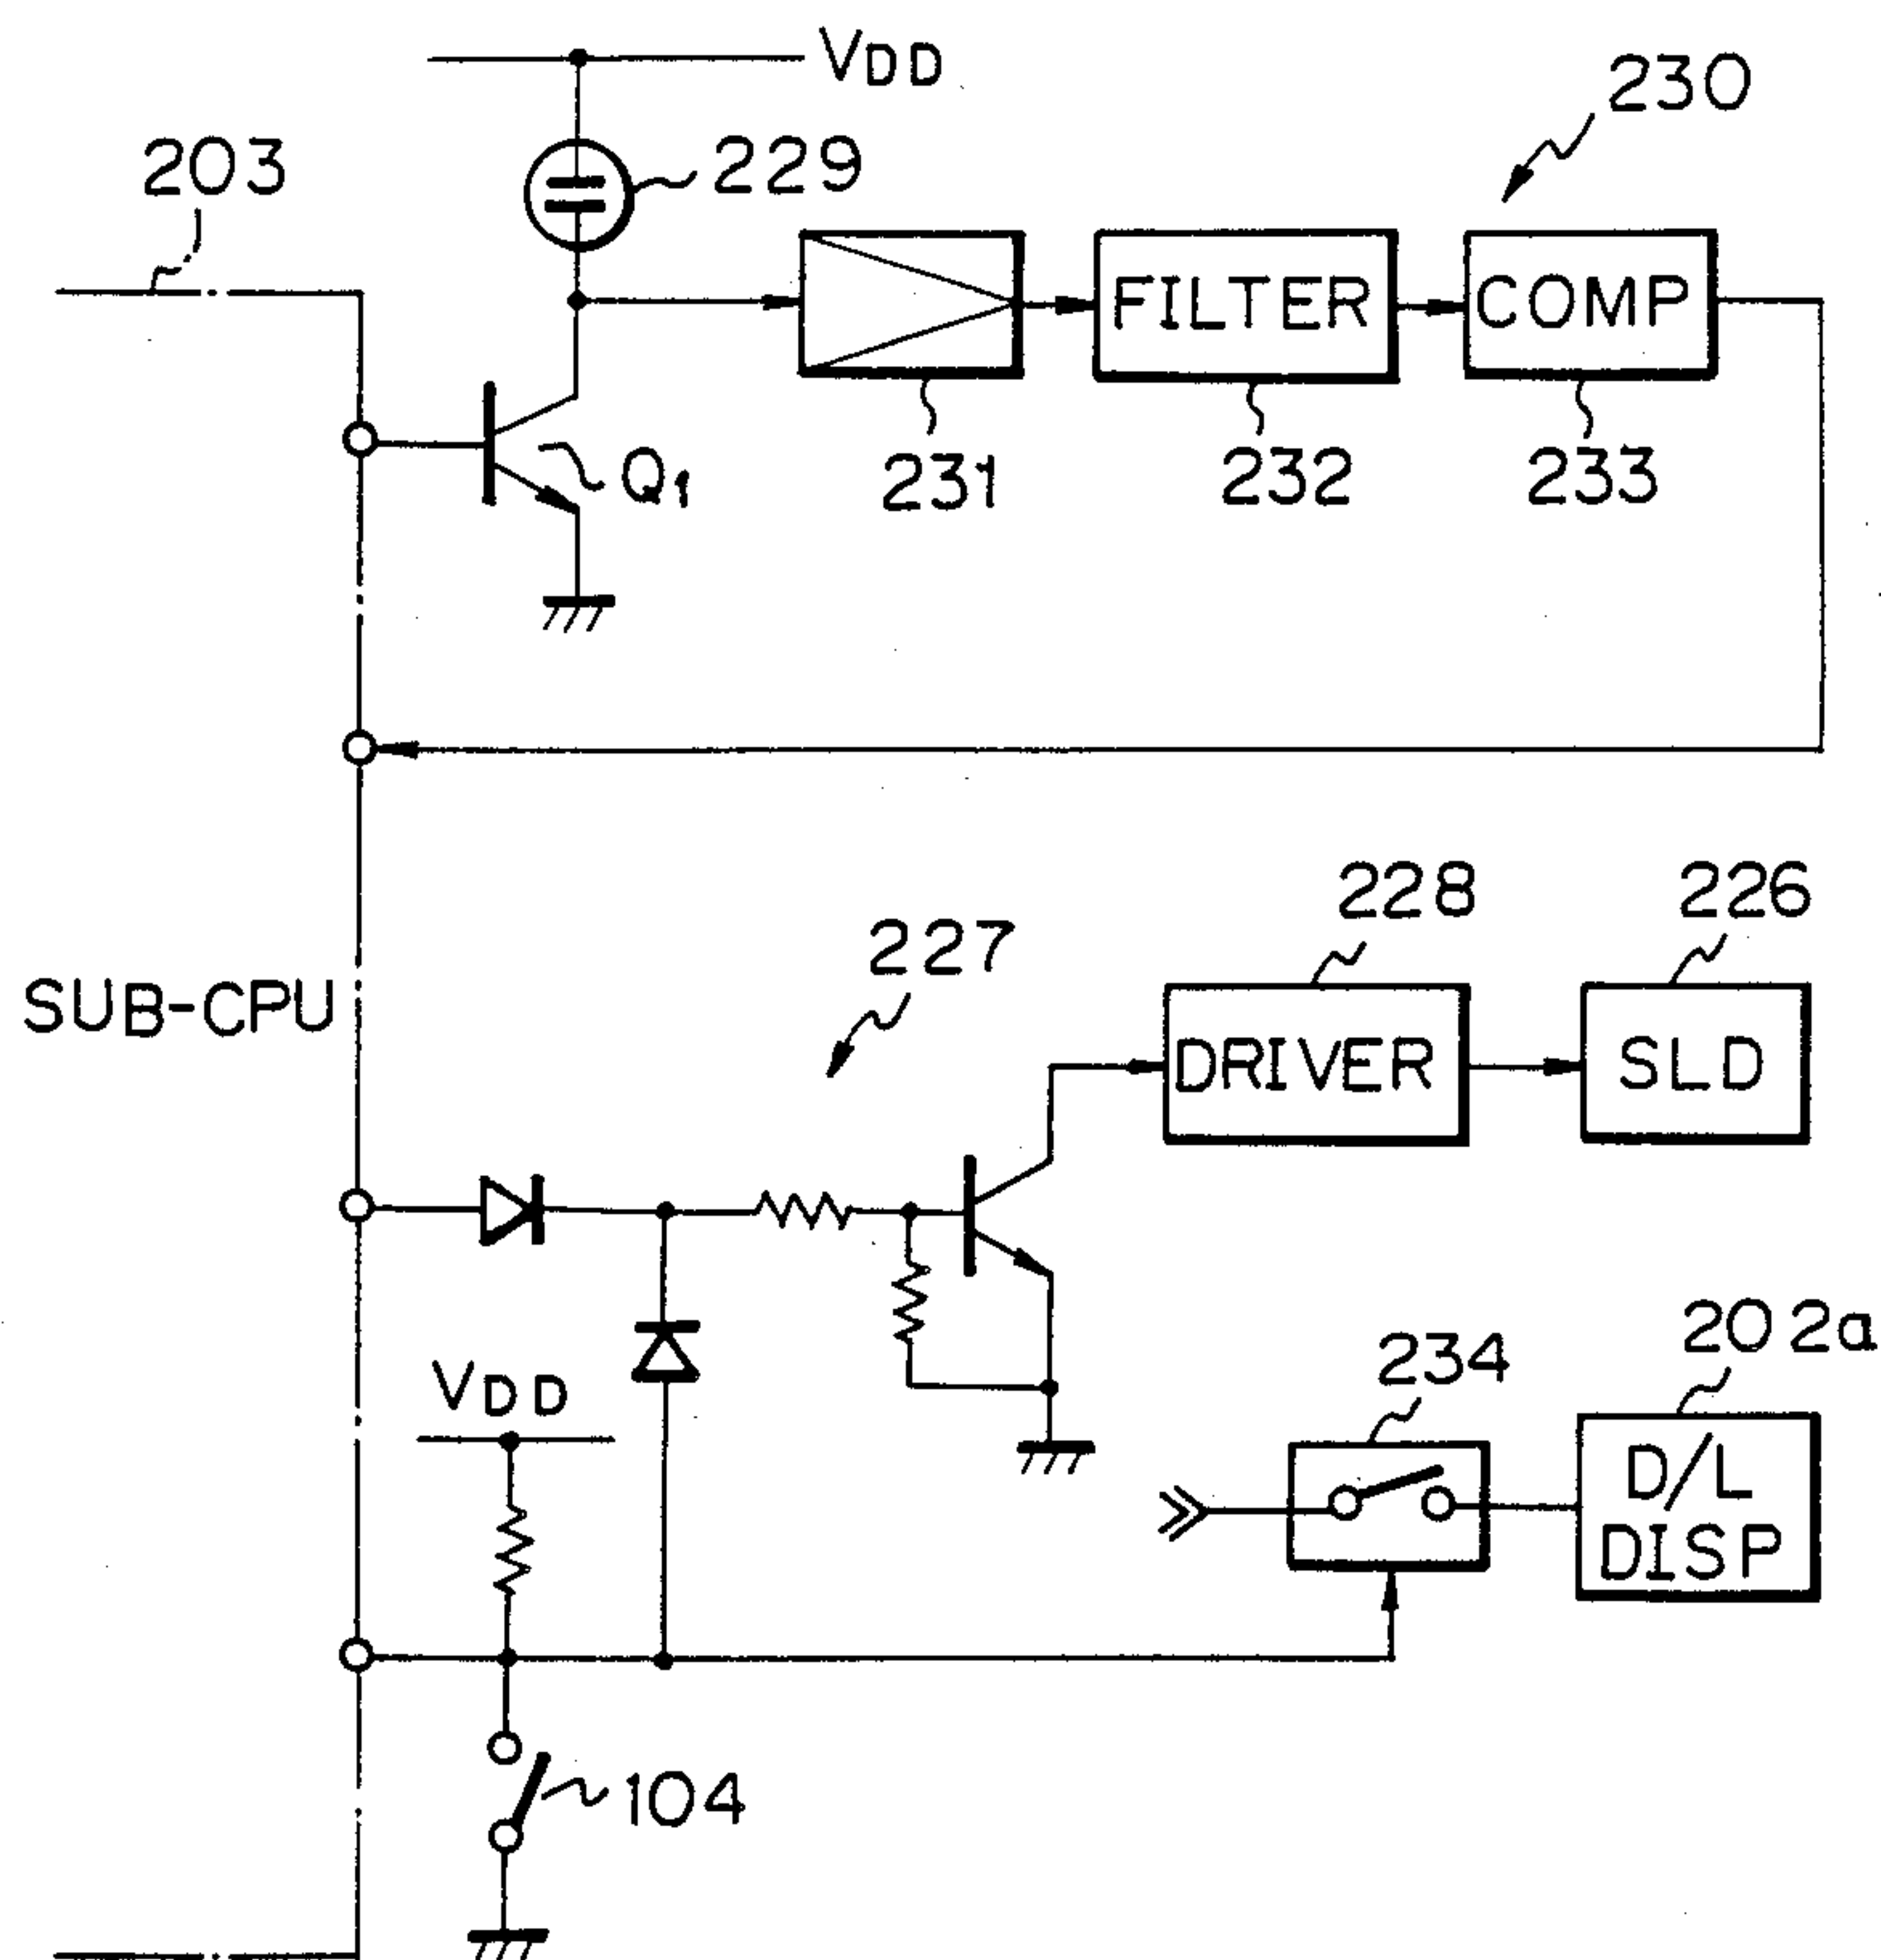 VDD
230
203
229
FILTER
COMP
Q1
231
232
233
228
226
227
SUB-CPU
DRIVER
SLD
234
202a
VDD
D/L
DISP
104